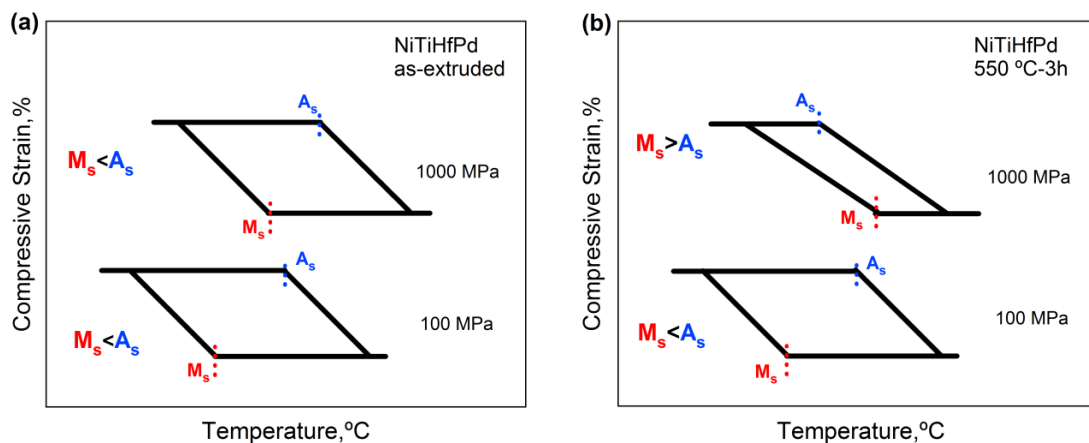 (a)
NiTiHfPd
as-extruded
Compressive Strain,%
As
Ms<As
1000 MPa
Ms
As
Ms<As
100 MPa
Ms
Temperature,ºC
(b)
NiTiHfPd
550 ºC-3h
Compressive Strain,%
As
Ms>As
1000 MPa
Ms
As
Ms<As
100 MPa
Ms
Temperature,ºC